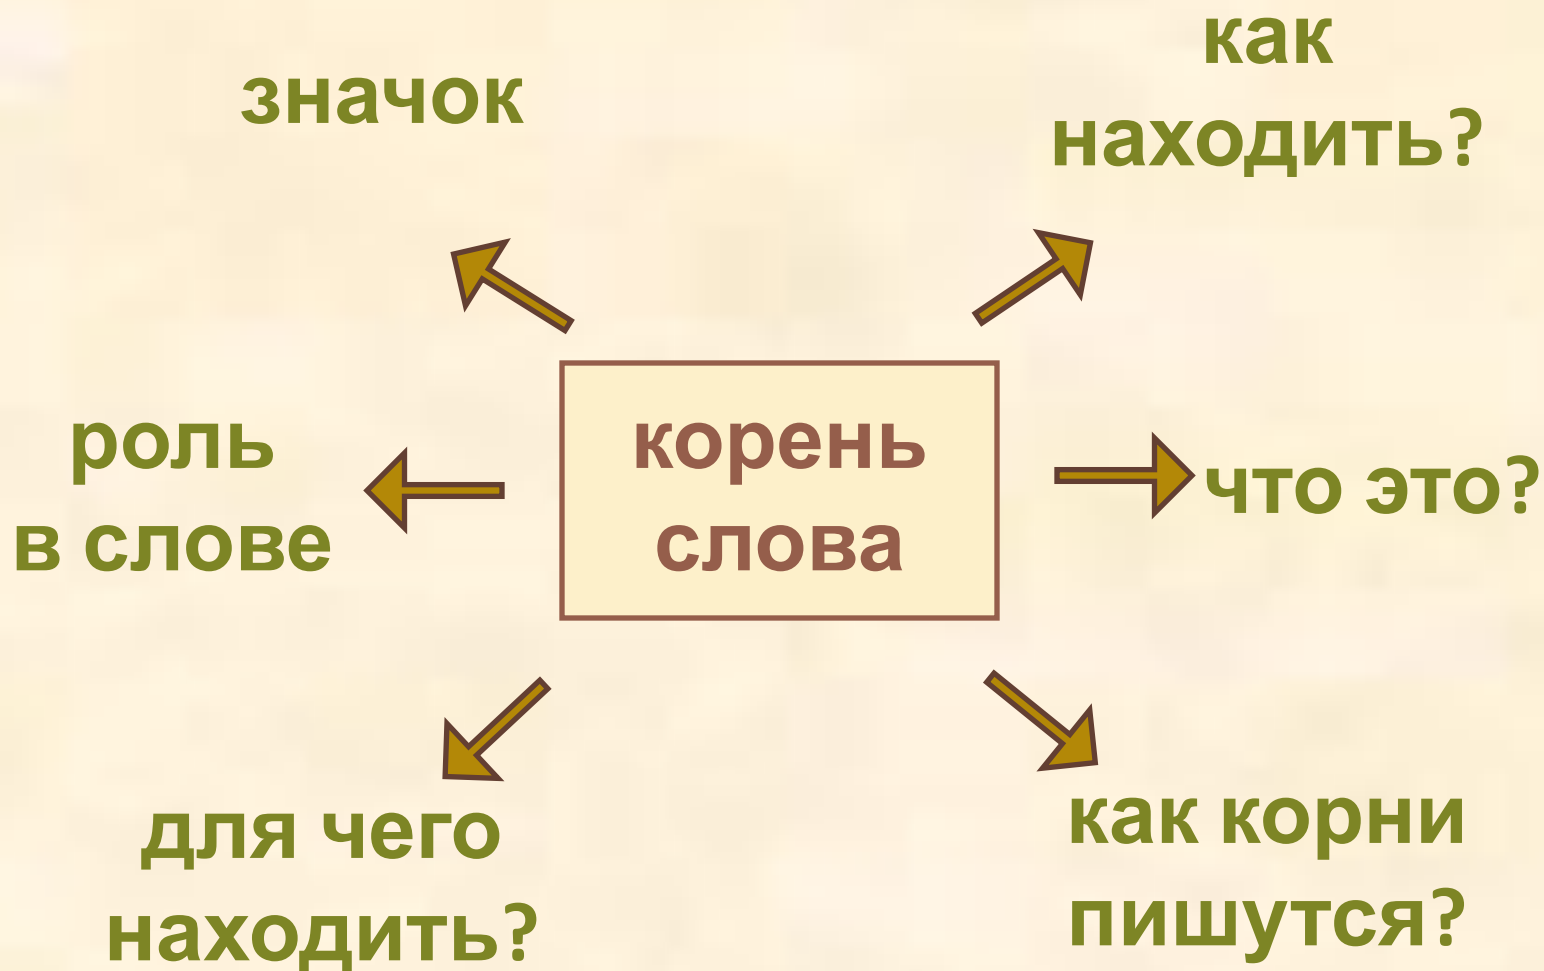 значок
как
находить?
роль
в слове
корень
слова
что это?
для чего
находить?
как корни
пишутся?